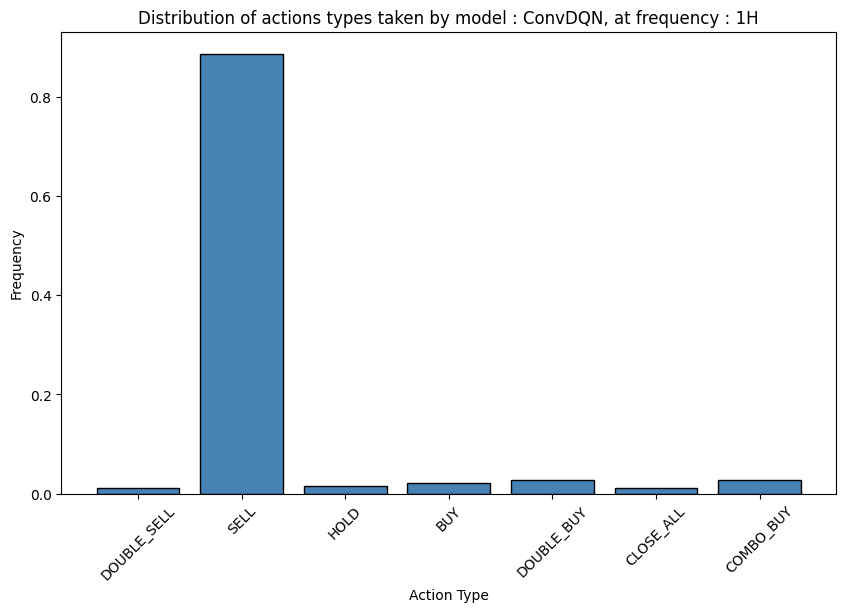 Distribution of actions types taken by model : ConvDQN, at frequency : 1H
Frequency
0.8
0.6
0.4
0.2
0.0
DOUBLE_SELL
SELL
HOLD
BUY
DOUBLE_BUY
CLOSE_ALL
COMBO_BUY
Action Type